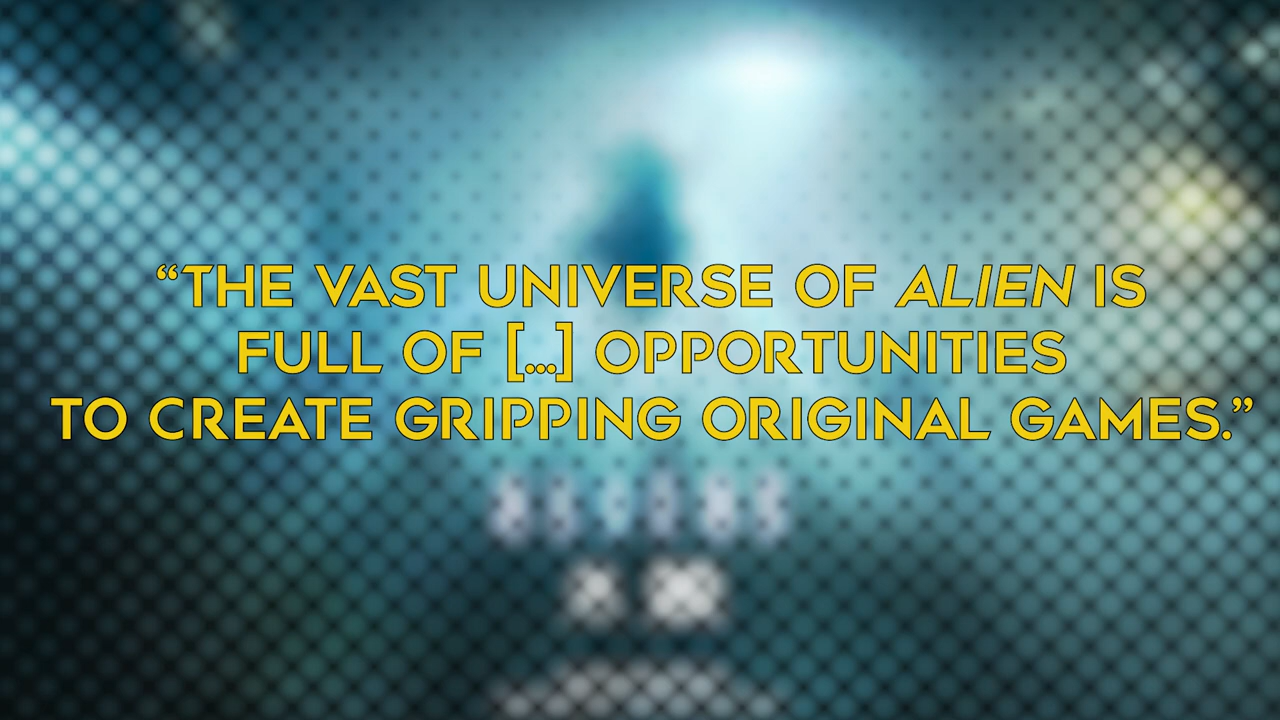 “THE VAST UNIVERSE OF ALIEN IS
FULL OF [...] OPPORTUNITIES
TO CREATE GRIPPING ORIGINAL GAMES.”